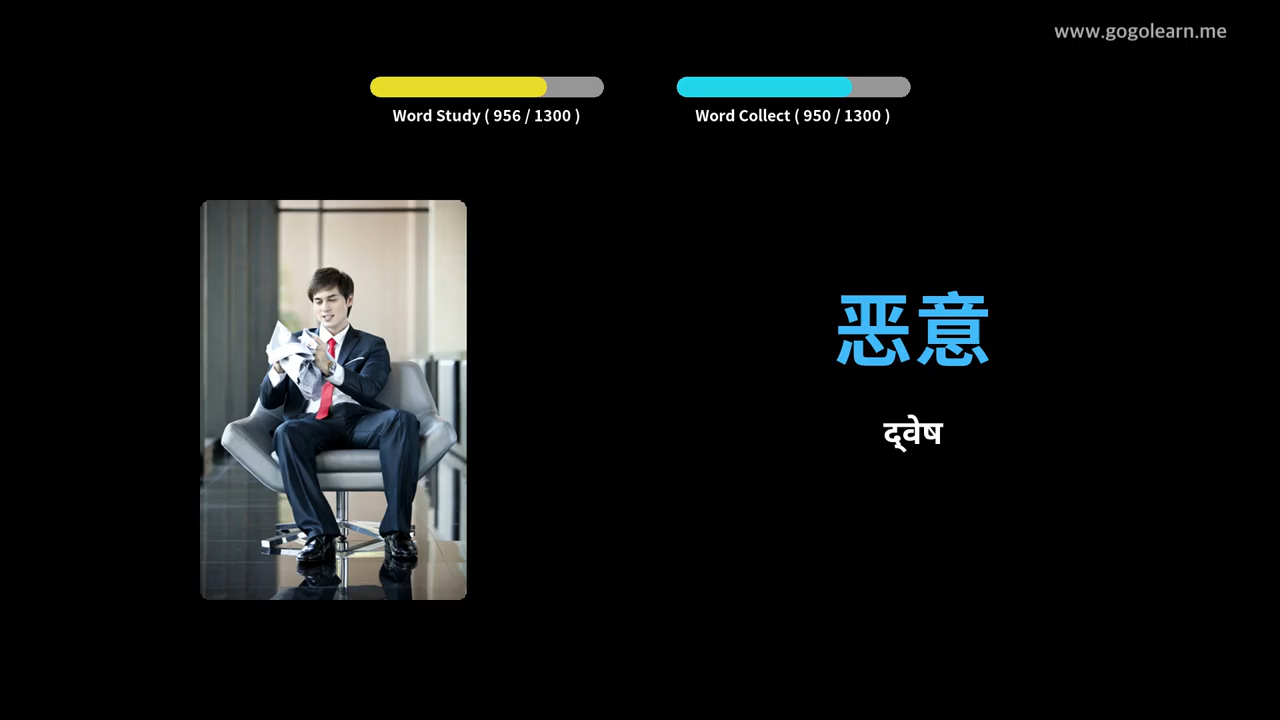 www.gogolearn.me
Word Study ( 956 / 1300 )
Word Collect ( 950 / 1300 )
恶意
द्वेष